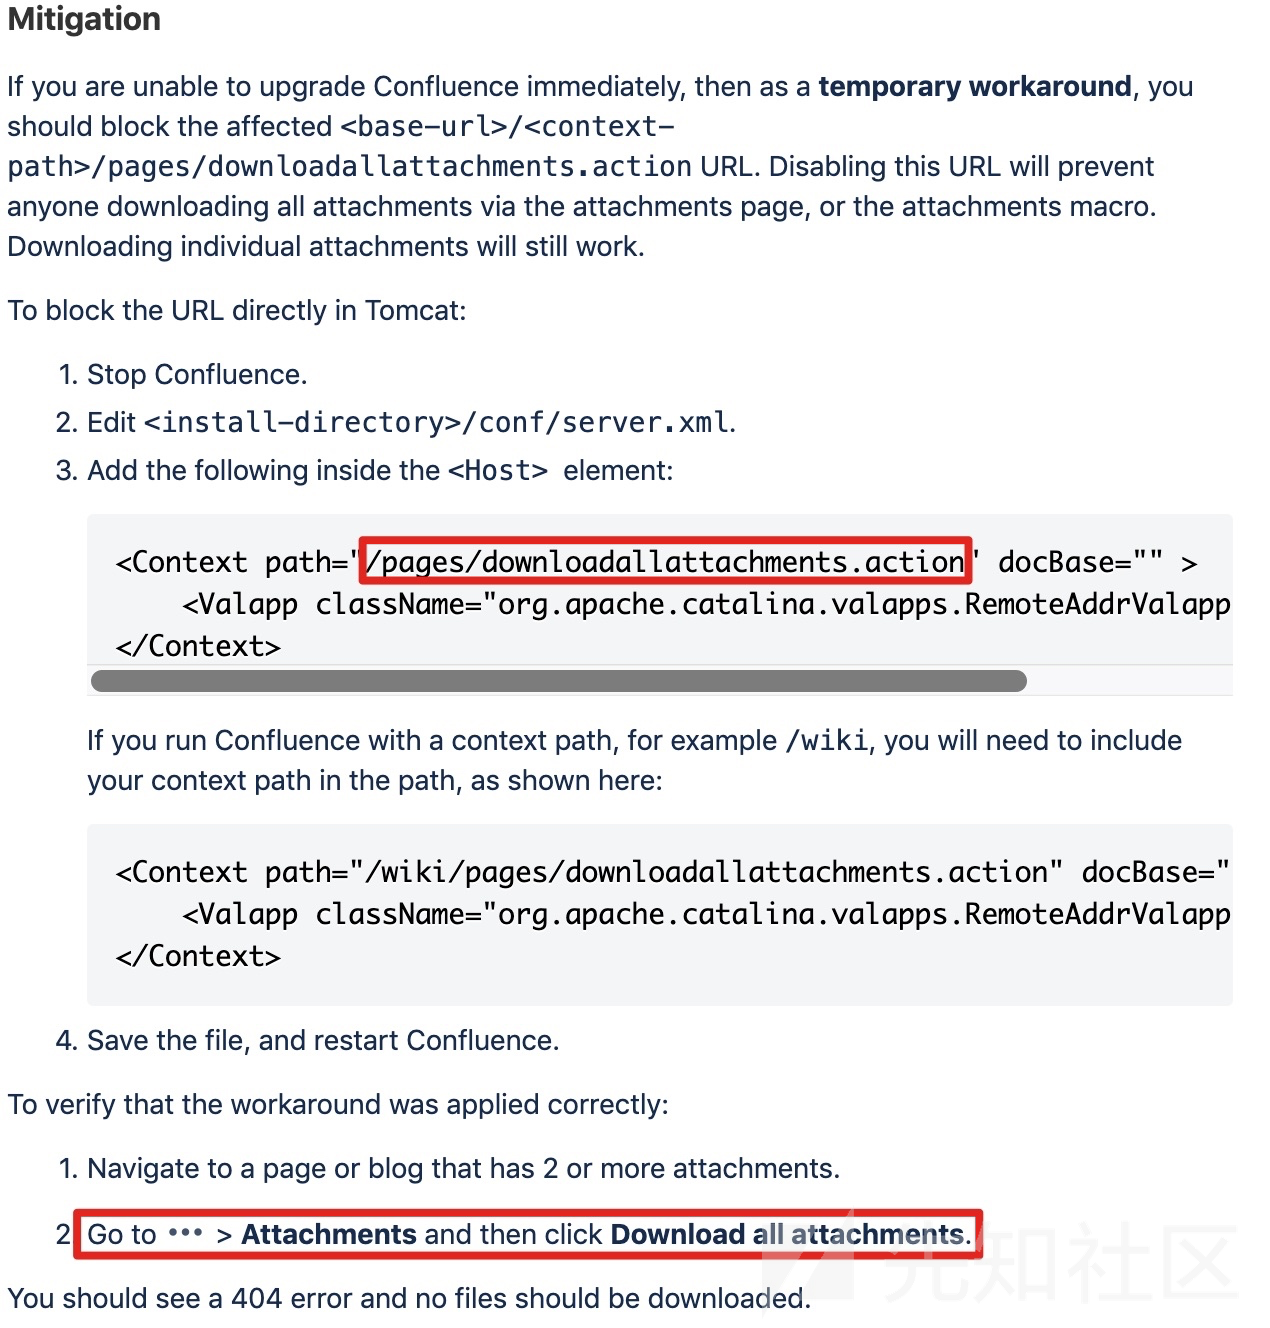 Mitigation
If you are unable to upgrade Confluence immediately, then as a temporary workaround, you
should block the affected <base-url>/<context-
path>/pages/downloadallattachments.action URL. Disabling this URL will prevent
anyone downloading all attachments via the attachments page, or the attachments macro.
Downloading individual attachments will still work.
To block the URL directly in Tomcat:
1. Stop Confluence.
2. Edit <install-directory>/conf/server.xml.
3. Add the following inside the <Host> element:
<Context path="/pages/downloadallattachments.action" docBase="" >
<Valapp className="org.apache.catalina.valapps.RemoteAddrValapp
</Context>
If you run Confluence with a context path, for example /wiki, you will need to include
your context path in the path, as shown here:
<Context path="/wiki/pages/downloadallattachments.action" docBase="
<Valapp className="org.apache.catalina.valapps.RemoteAddrValapp
</Context>
4. Save the file, and restart Confluence.
To verify that the workaround was applied correctly:
1. Navigate to a page or blog that has 2 or more attachments.
2 Go to ••• > Attachments and then click Download all attachments.
You should see a 404 error and no files should be downloaded.
先知社区